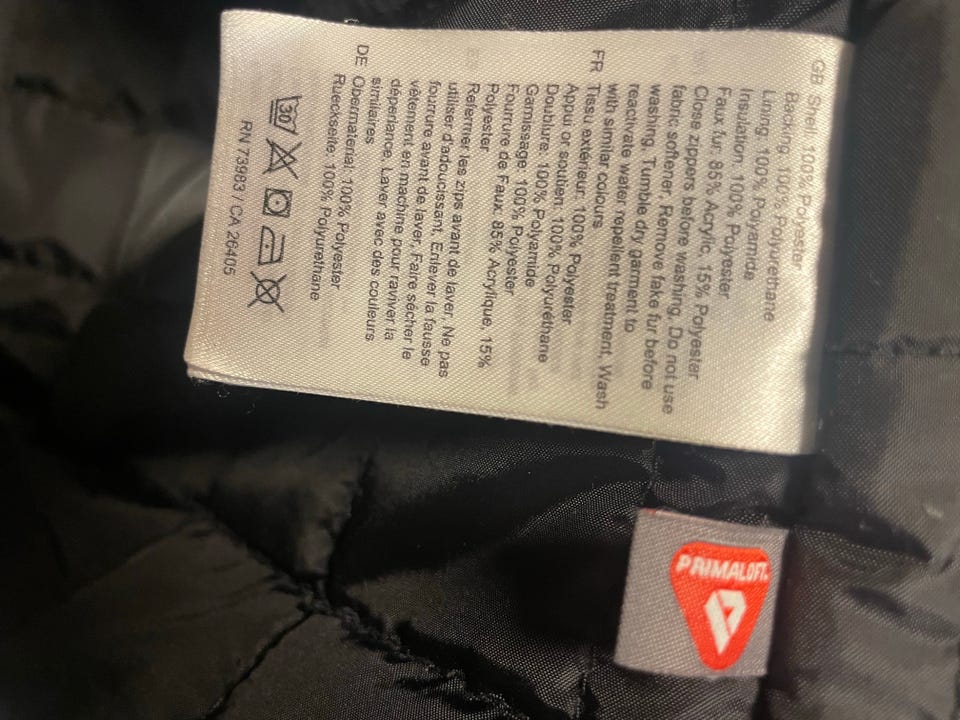 GB Shell 100% Polyester
Backing: 100% Polyurethane
Lining: 100% Polyamide
Insulation: 100% Polyester
Faux fur: 85% Acrylic, 15% Polyester
Close zippers before washing. Do not use
fabric softener. Remove fake fur before
washing. Tumble dry garment to
reactivate water repellent treatment. Wash
with similar colours
FR Tissu extérieur: 100% Polyester
Appui or soutien: 100% Polyuréthane
Doublure: 100% Polyamide
Garnissage: 100% Polyester
Fourrure de Faux: 85% Acrylique, 15%
Polyester
Refermer les zips avant de laver, Ne pas
utiliser d'adoucissant, Enlever la fausse
fourrure avant de laver, Faire sécher le
vêtement en machine pour raviver la
déperlance, Laver avec des couleurs
similaires
DE Obermaterial: 100% Polyester
Rueckseite: 100% Polyurethane
30
RN 73983 / CA 26405
PRIMALOFT.